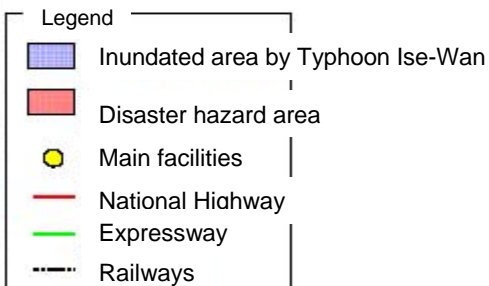 Legend
Inundated area by Typhoon Ise-Wan
Disaster hazard area
Main facilities
National Highway
Expressway
Railways